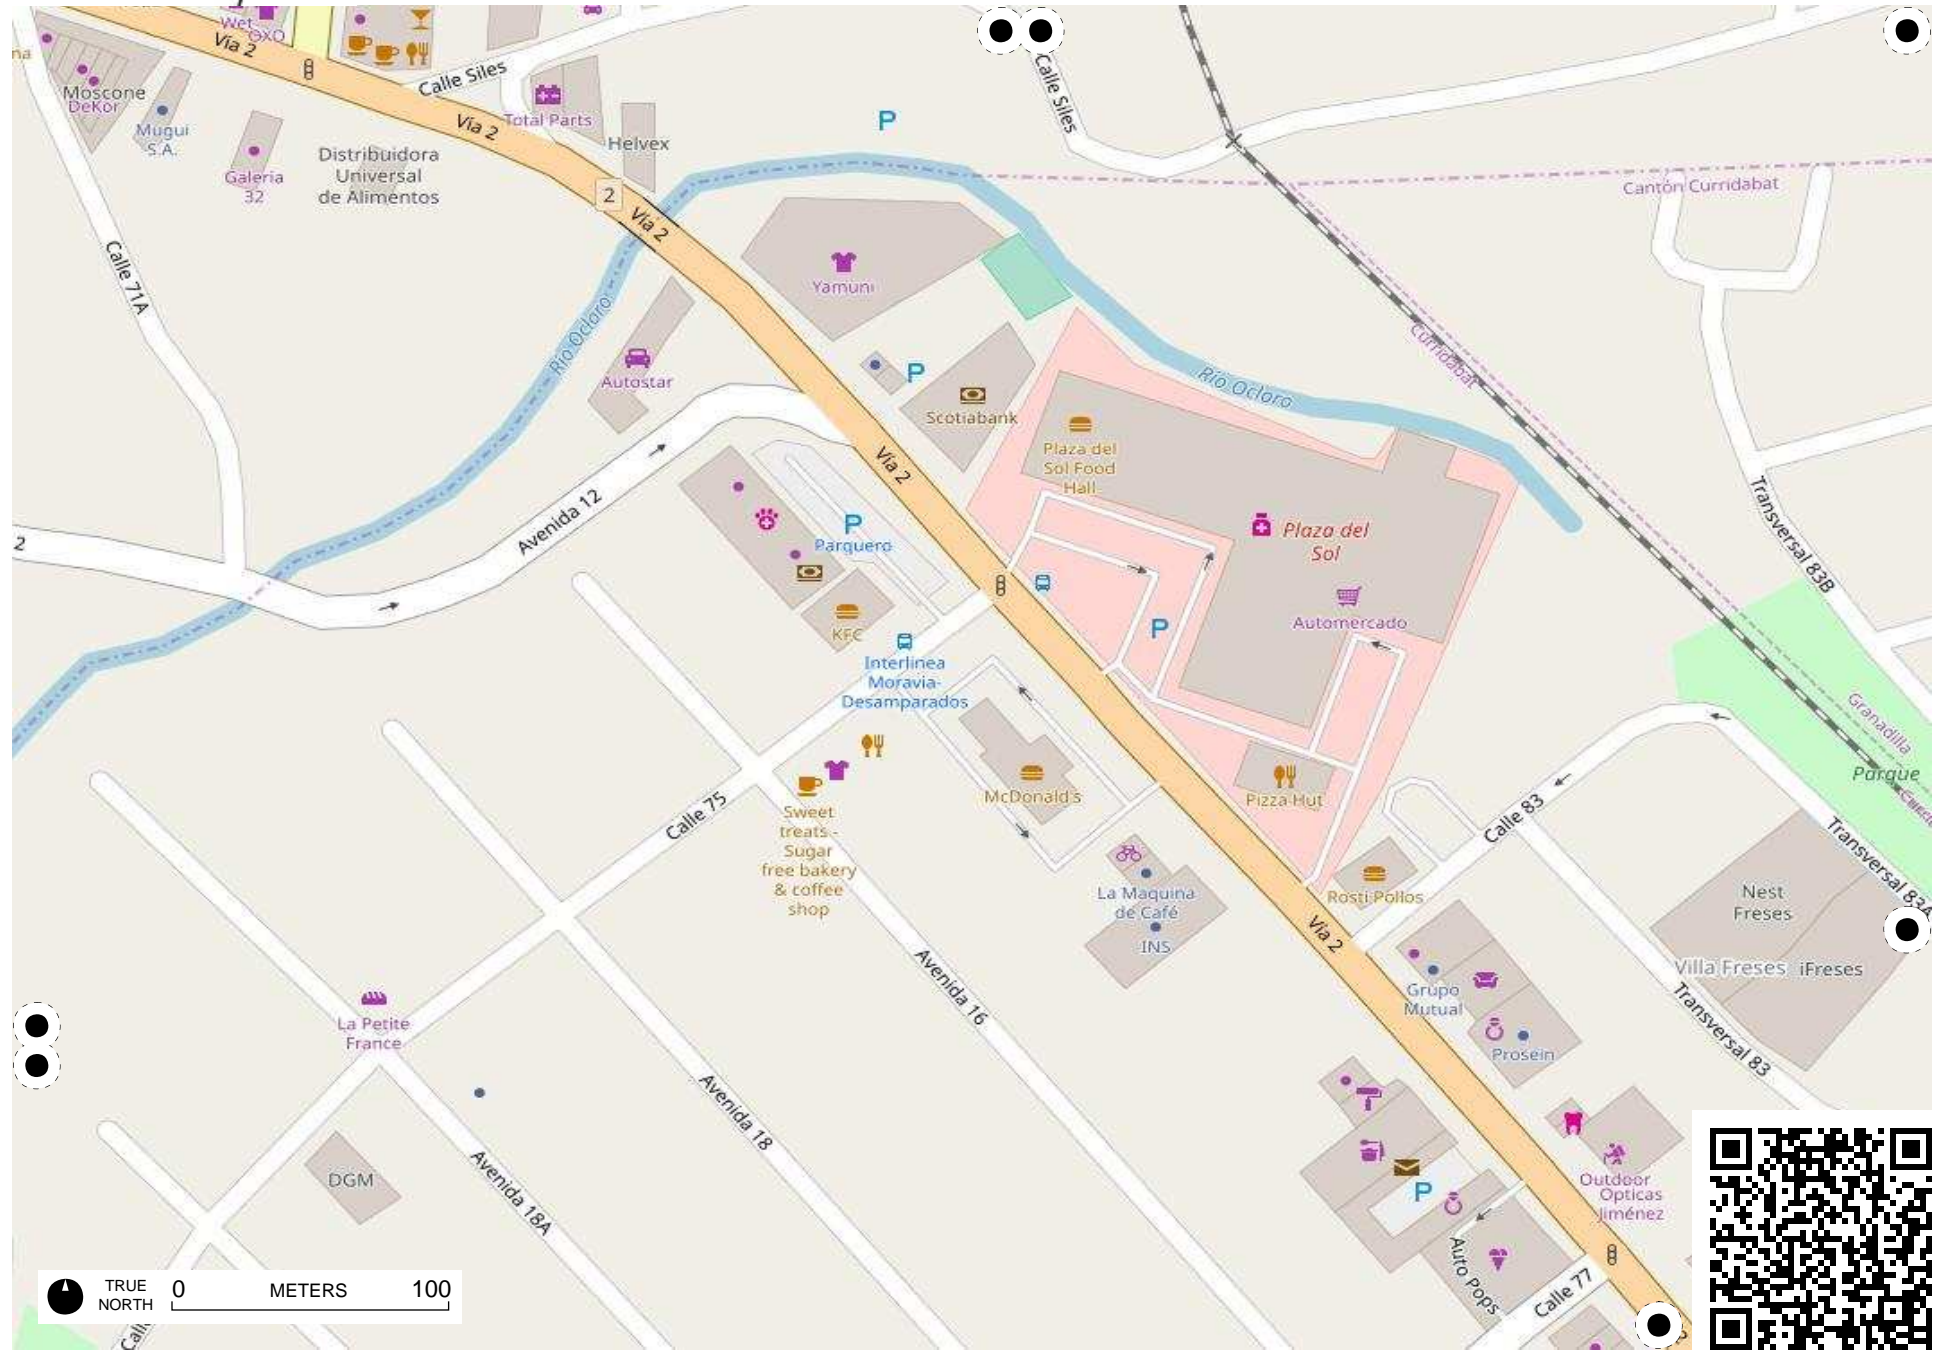 Wet
OXO
Vía 2
na
Moscone
DeKor
Mugui
S.A.
Galeria
32
Distribuidora
Universal
de Alimentos
Calle Siles
Vía 2
Total Parts
Helvex
2
Vía 2
P
Calle Siles
Cantón Curridabat
Calle 71A
Yamuni
Río Ocloro
Autostar
P
Scotiabank
Río Ocloro
Curridabat
Plaza del
Sol Food
Hall
Vía 2
Transversal 83B
2
Avenida 12
P
Parquero
Plaza del
Sol
KFC
Automercado
P
Interlinea
Moravia-
Desamparados
Granadilla
Parque
McDonald's
Pizza Hut
Sweet
treats -
Sugar
free bakery
& coffee
shop
Calle 75
Calle 83
Transversal 83A
La Maquina
de Café
INS
Rosti Pollos
Nest
Freses
Villa Freses
iFreses
Vía 2
Avenida 16
Grupo
Mutual
Prosein
Transversal 83
La Petite
France
Avenida 18
DGM
Avenida 18A
P
Outdoor
Opticas
Jiménez
Auto Pops
Calle 77
TRUE
NORTH
0 METERS 100